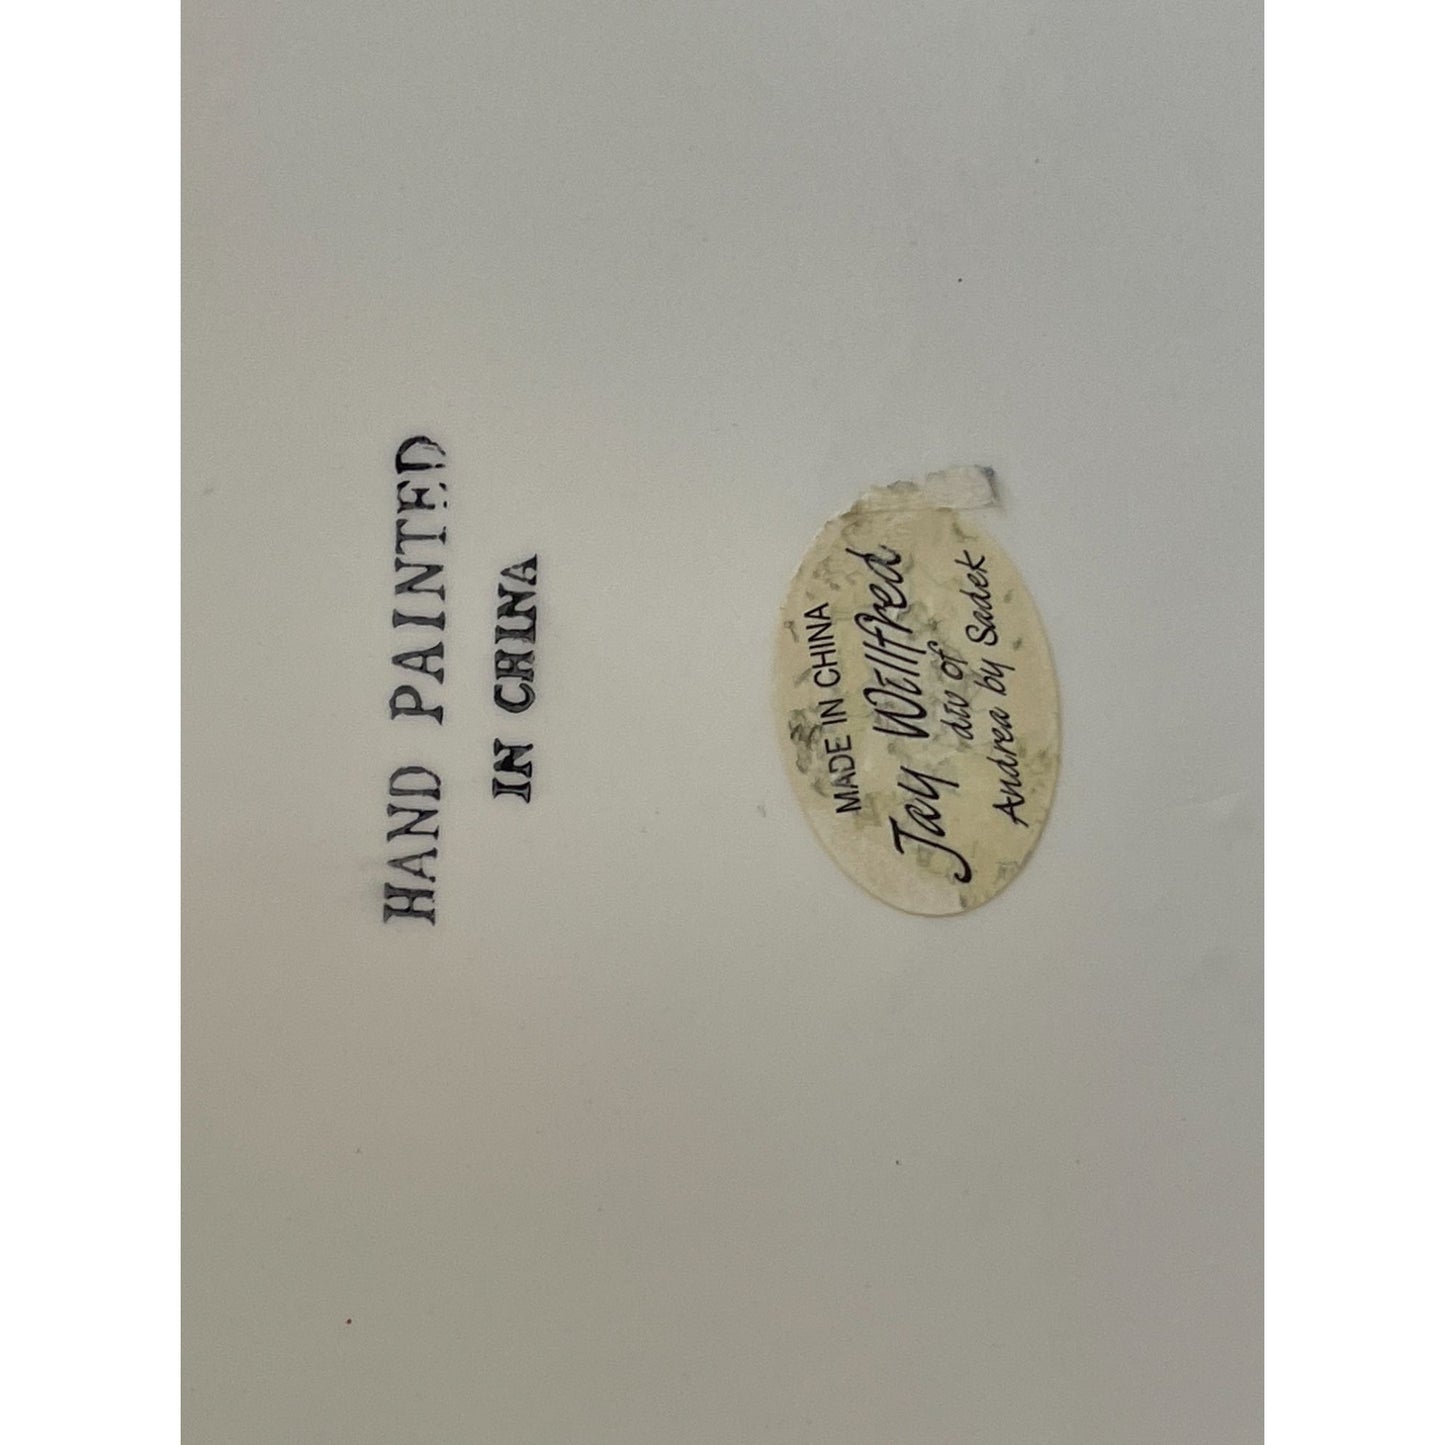 HAND PAINTED
IN CHINA
MADE IN CHINA
Jay Willfred
div of
Andrea by Sadek